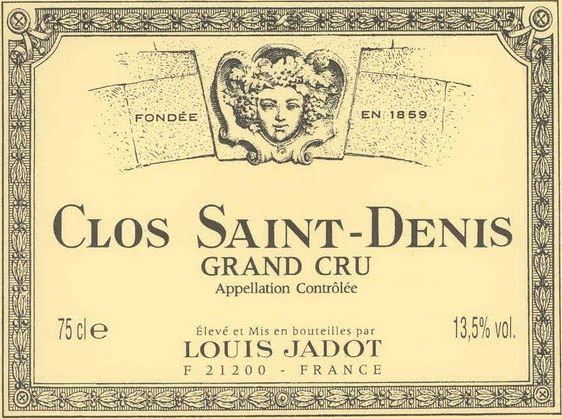 FONDÉE EN 1859
CLOS SAINT-DENIS
GRAND CRU
Appellation Contrôlée
75 cl e 13,5% vol.
Élevé et Mis en bouteilles par
LOUIS JADOT
F 21200 - FRANCE